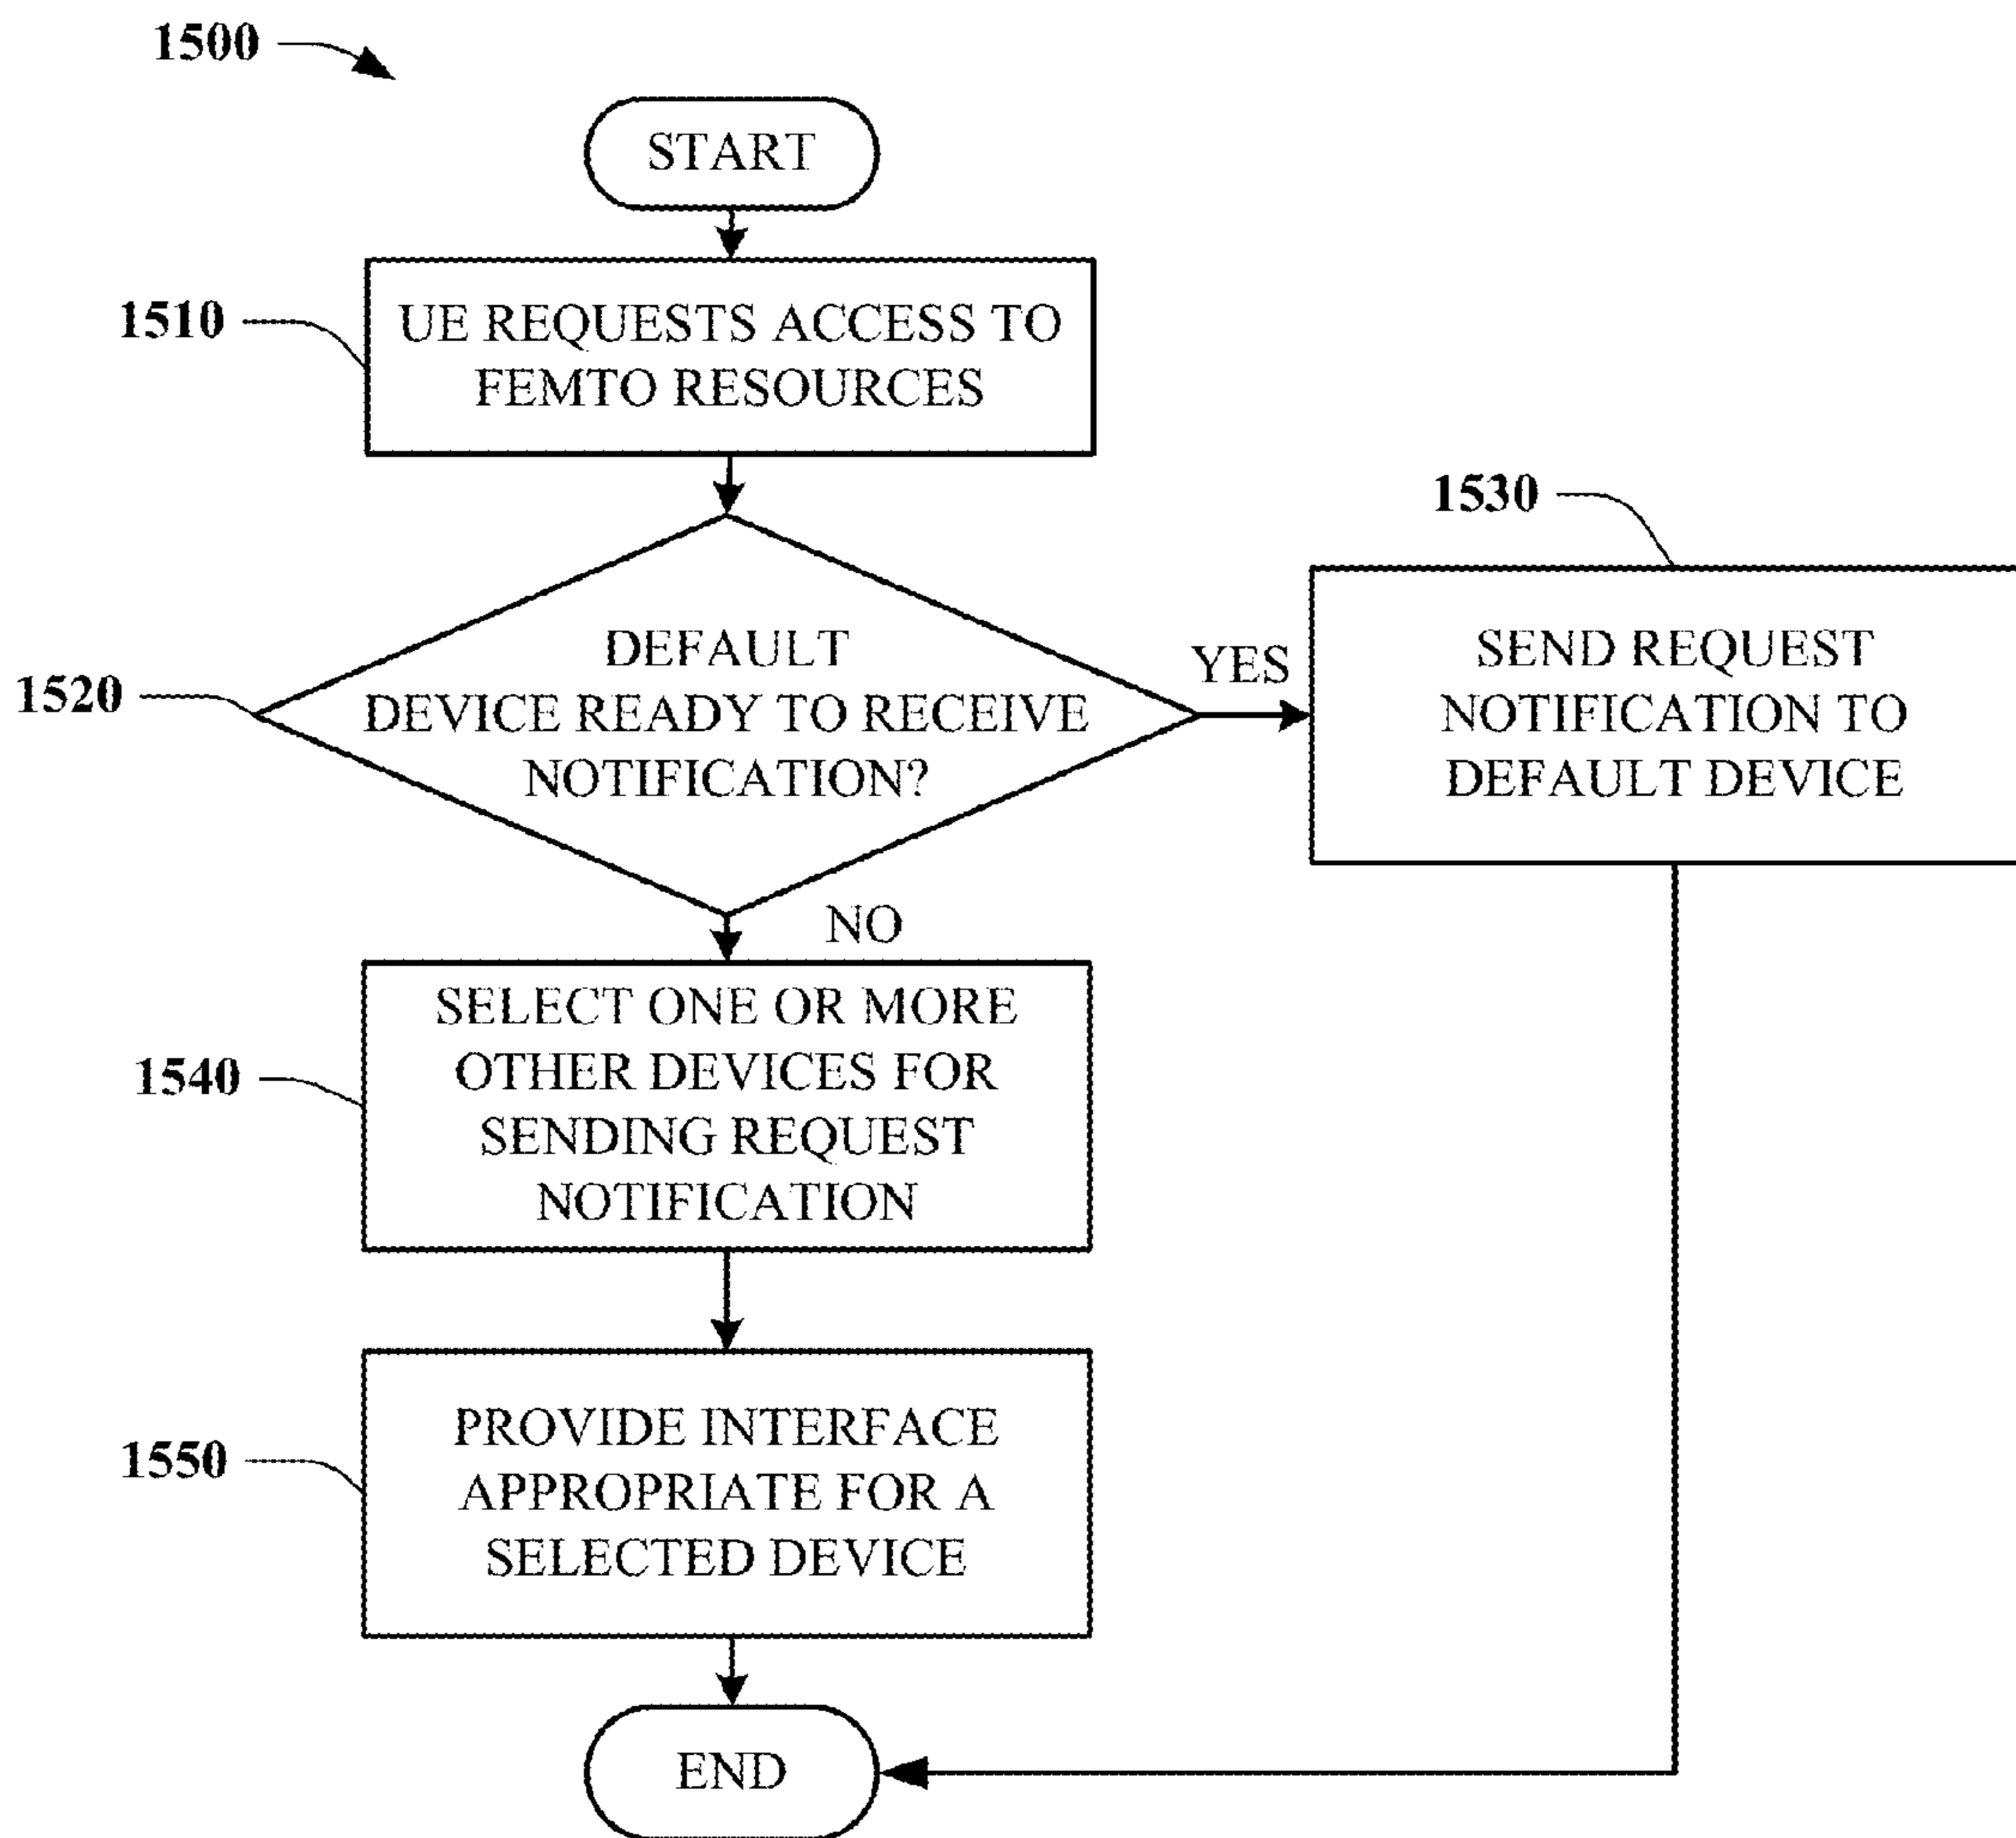 1500
START
1510
UE REQUESTS ACCESS TO
FEMTO RESOURCES
1520
DEFAULT
DEVICE READY TO RECEIVE
NOTIFICATION?
YES
1530
SEND REQUEST
NOTIFICATION TO
DEFAULT DEVICE
NO
1540
SELECT ONE OR MORE
OTHER DEVICES FOR
SENDING REQUEST
NOTIFICATION
1550
PROVIDE INTERFACE
APPROPRIATE FOR A
SELECTED DEVICE
END